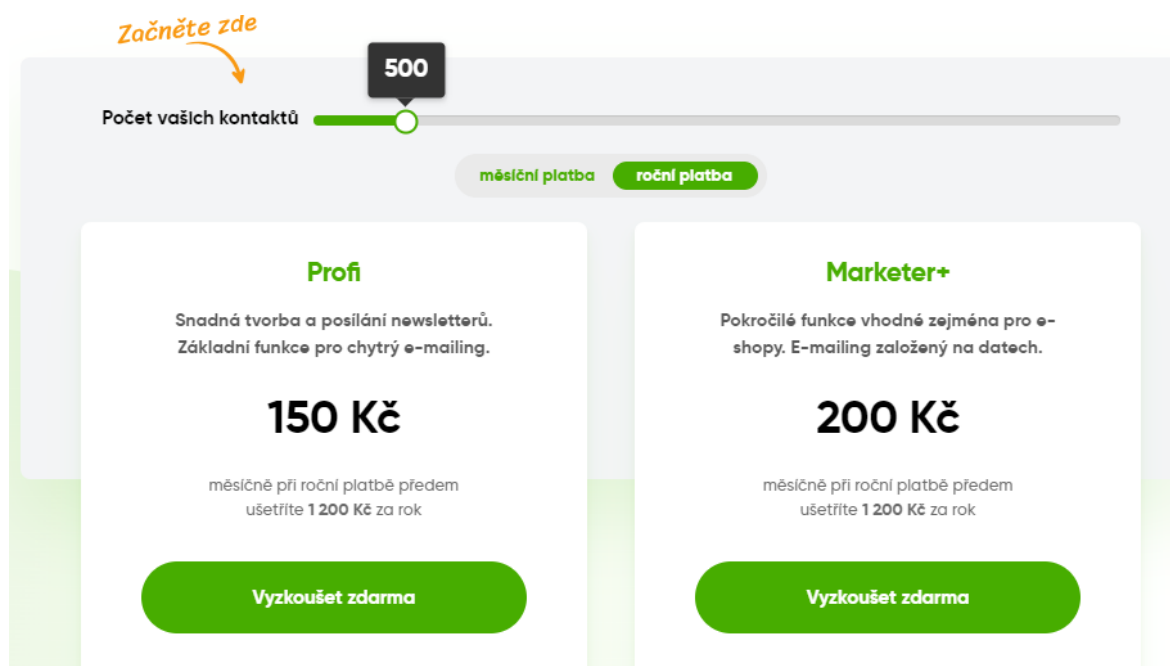 Začněte zde
500
Počet vašich kontaktů
měsíční platba
roční platba
Profi
Snadná tvorba a posílání newsletterů.
Základní funkce pro chytrý e-mailing.
150 Kč
měsíčně při roční platbě předem
ušetříte 1 200 Kč za rok
Vyzkoušet zdarma
Marketer+
Pokročilé funkce vhodné zejména pro e-
shopy. E-mailing založený na datech.
200 Kč
měsíčně při roční platbě předem
ušetříte 1 200 Kč za rok
Vyzkoušet zdarma